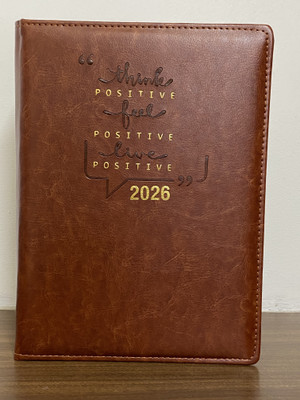 “ think
POSITIVE
feel
POSITIVE
live
POSITIVE
”
2026